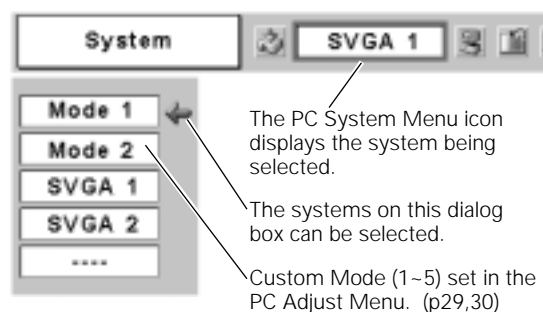 System
SVGA 1
Mode 1
Mode 2
SVGA 1
SVGA 2
----
The PC System Menu icon
displays the system being
selected.
The systems on this dialog
box can be selected.
Custom Mode (1~5) set in the
PC Adjust Menu. (p29,30)